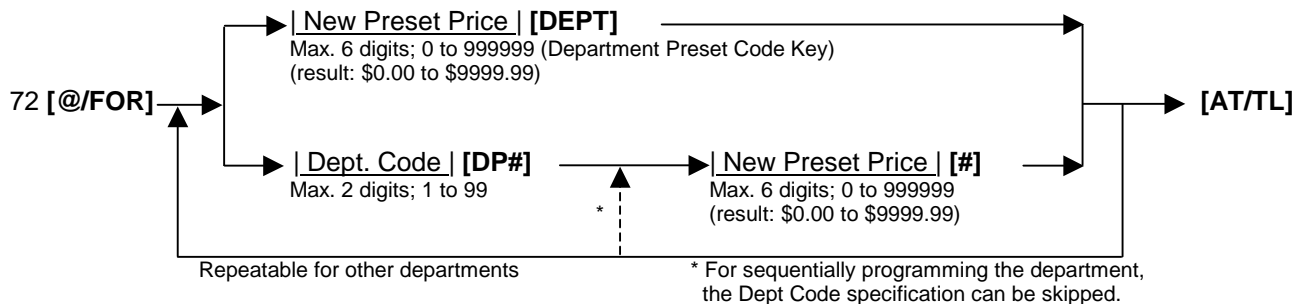 | New Preset Price | [DEPT]
Max. 6 digits; 0 to 999999 (Department Preset Code Key)
(result: $0.00 to $9999.99)
72 [@/FOR]
[AT/TL]
| Dept. Code | [DP#]
Max. 2 digits; 1 to 99
| New Preset Price | [#]
Max. 6 digits; 0 to 999999
(result: $0.00 to $9999.99)
*
Repeatable for other departments
* For sequentially programming the department,
the Dept Code specification can be skipped.